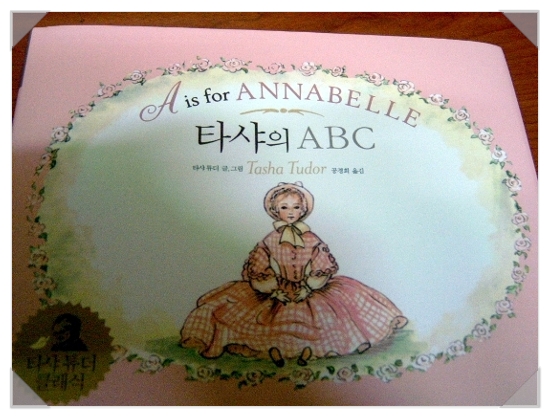 A is for ANNABELLE
타샤의 ABC
타샤 튜더 글, 그림 Tasha Tudor 공경희 옮김
타샤 튜더
클래식